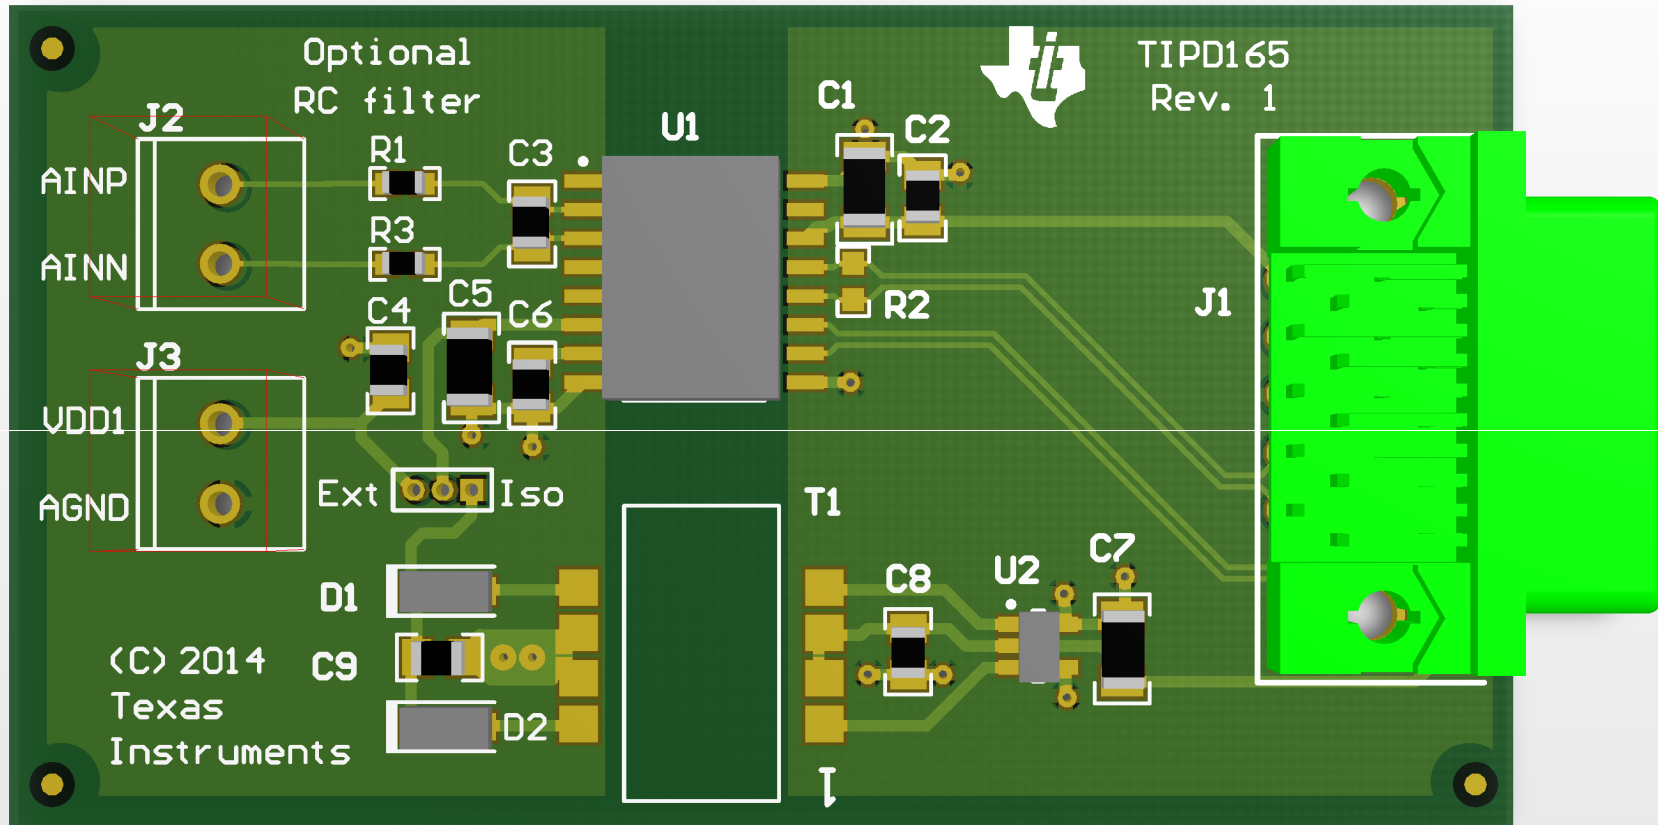 Optional
RC filter
TIPD165
Rev. 1
J2
AINP
AINN
R1
R3
C3
U1
C1
C2
R2
J1
C4
C5
C6
J3
VDD1
AGND
Ext
Iso
T1
D1
C9
D2
C8
U2
C7
1
(C) 2014
Texas
Instruments